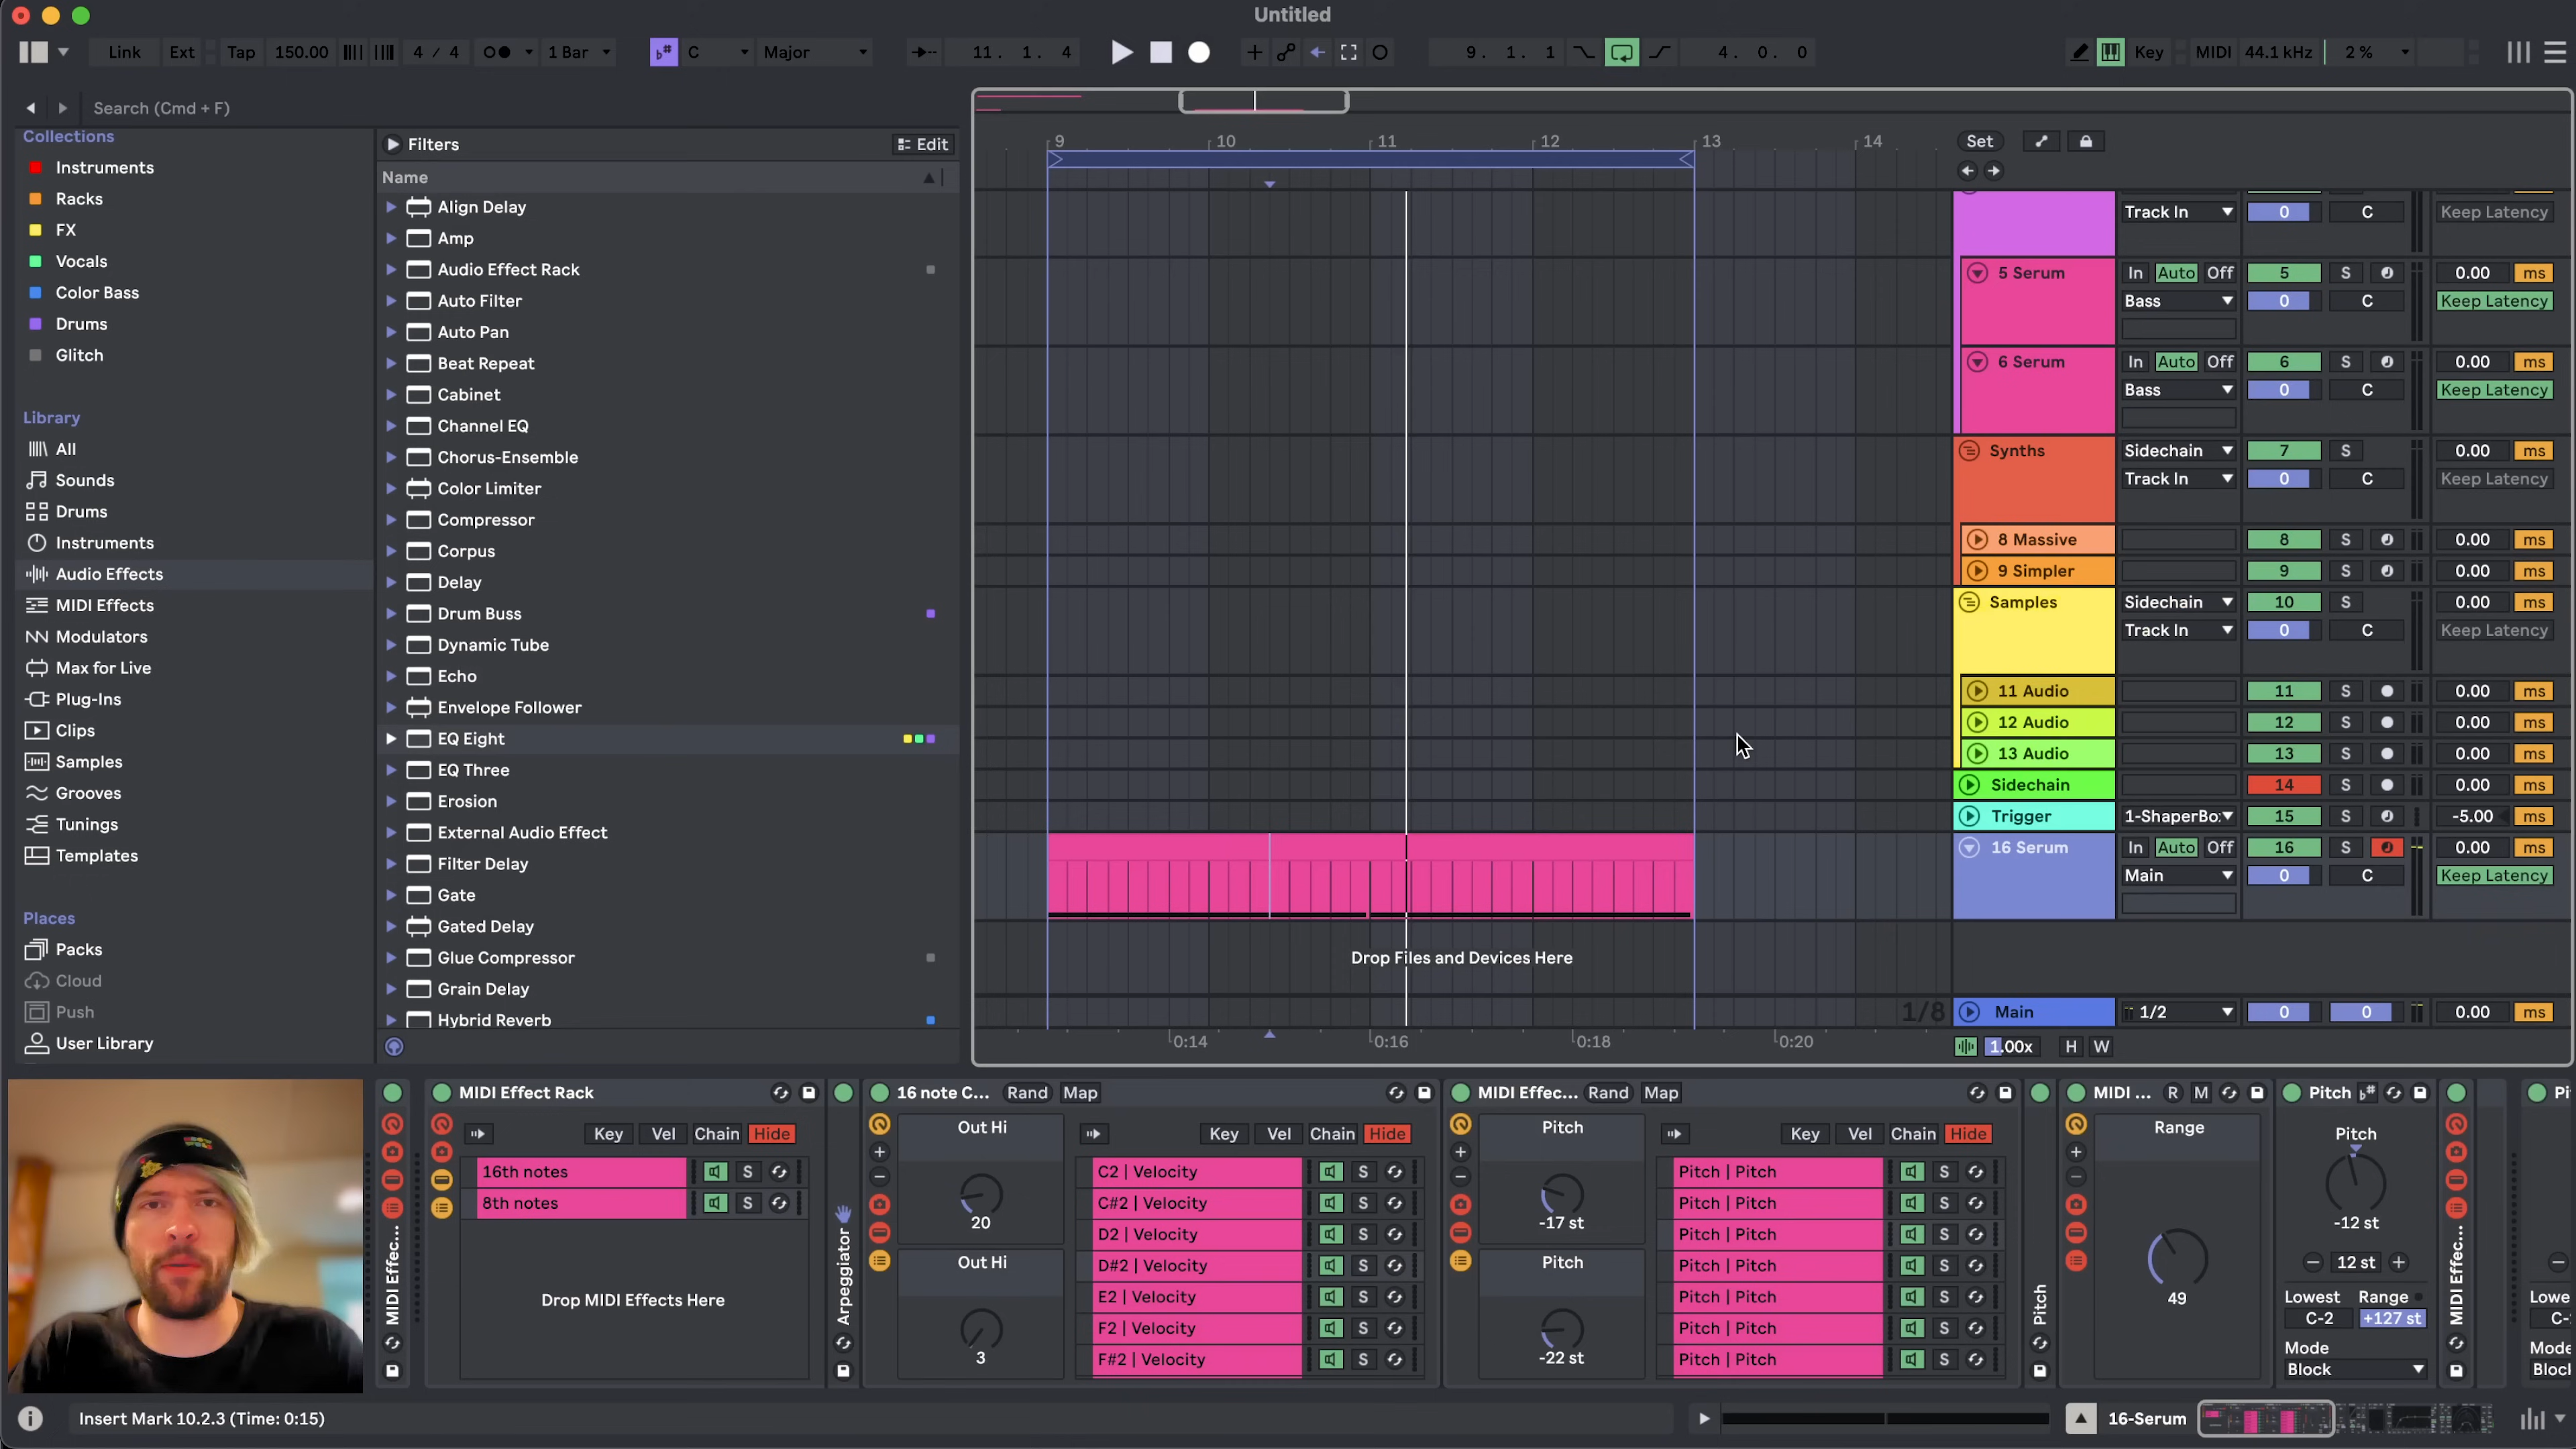 Untitled
Link Ext Tap 150.00 4 / 4 1 Bar C Major 11. 1. 4 9. 1. 1 4. 0. 0 Key MIDI 44.1 kHz 2 %
Search (Cmd + F)
Collections
Instruments
Racks
FX
Vocals
Color Bass
Drums
Glitch
Library
All
Sounds
Drums
Instruments
Audio Effects
MIDI Effects
Modulators
Max for Live
Plug-Ins
Clips
Samples
Grooves
Tunings
Templates
Places
Packs
Cloud
Push
User Library
Filters Edit
Name
Align Delay
Amp
Audio Effect Rack
Auto Filter
Auto Pan
Beat Repeat
Cabinet
Channel EQ
Chorus-Ensemble
Color Limiter
Compressor
Corpus
Delay
Drum Buss
Dynamic Tube
Echo
Envelope Follower
EQ Eight
EQ Three
Erosion
External Audio Effect
Filter Delay
Gate
Gated Delay
Glue Compressor
Grain Delay
Hybrid Reverb
9 10 11 12 13 14
Drop Files and Devices Here
1/8
0:14 0:16 0:18 0:20
Set
Track In 0 C Keep Latency
5 Serum In Auto Off 5 S 0.00 ms
Bass 0 C Keep Latency
6 Serum In Auto Off 6 S 0.00 ms
Bass 0 C Keep Latency
Synths Sidechain 7 S 0.00 ms
Track In 0 C Keep Latency
8 Massive 8 S 0.00 ms
9 Simpler 9 S 0.00 ms
Samples Sidechain 10 S 0.00 ms
Track In 0 C Keep Latency
11 Audio 11 S 0.00 ms
12 Audio 12 S 0.00 ms
13 Audio 13 S 0.00 ms
Sidechain 14 S 0.00 ms
Trigger 1-ShaperBo: 15 S -5.00 ms
16 Serum In Auto Off 16 S 0.00 ms
Main 0 C Keep Latency
Main 1/2 0 0 0.00 ms
1.00x H W
MIDI Effec...
MIDI Effect Rack
Key Vel Chain Hide
16th notes S
8th notes S
Drop MIDI Effects Here
Arpeggiator
16 note C... Rand Map
Out Hi
20
Out Hi
3
Key Vel Chain Hide
C2 | Velocity S
C#2 | Velocity S
D2 | Velocity S
D#2 | Velocity S
E2 | Velocity S
F2 | Velocity S
F#2 | Velocity S
MIDI Effec... Rand Map
Pitch
-17 st
Pitch
-22 st
Key Vel Chain Hide
Pitch | Pitch S
Pitch | Pitch S
Pitch | Pitch S
Pitch | Pitch S
Pitch | Pitch S
Pitch | Pitch S
Pitch | Pitch S
Pitch
MIDI ... R M
Range
49
Pitch
Pitch
-12 st
12 st
Lowest Range
C-2 +127 st
Mode
Block
MIDI Effec...
Pi
Lowe
C-
Mode
Bloc
Insert Mark 10.2.3 (Time: 0:15)
16-Serum